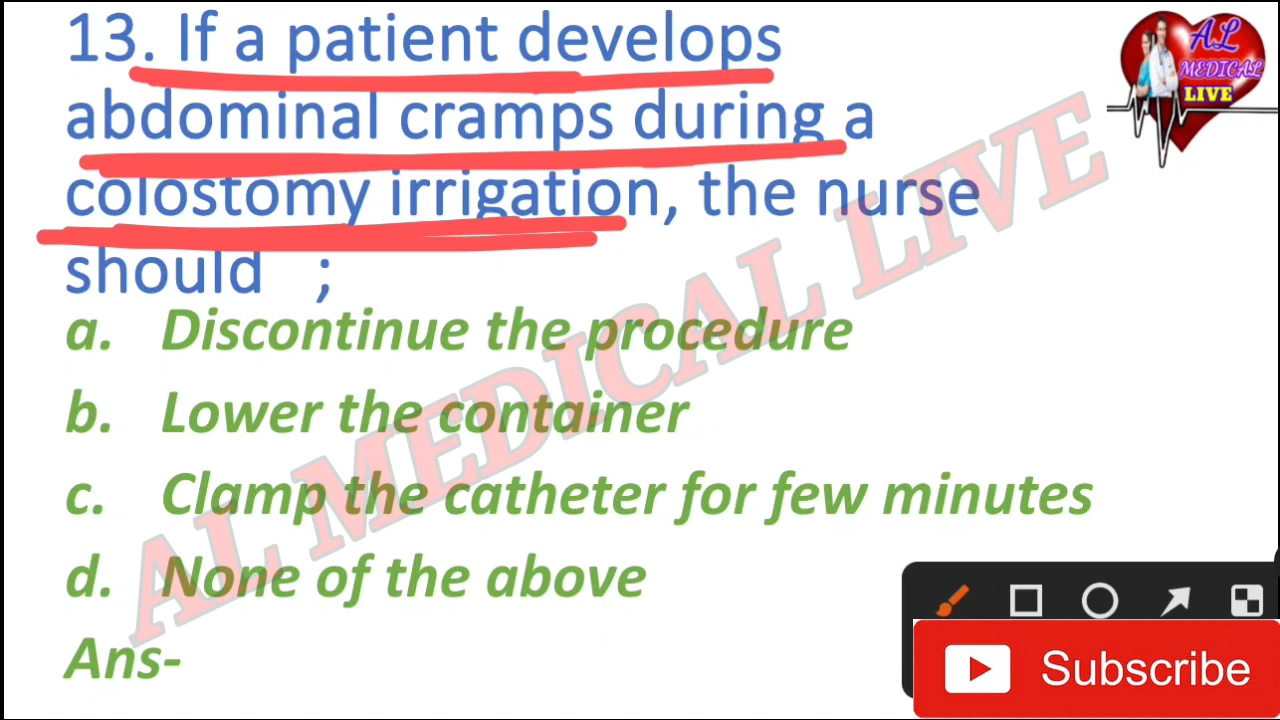 13. If a patient develops
abdominal cramps during a
colostomy irrigation, the nurse
should ;
a. Discontinue the procedure
b. Lower the container
c. Clamp the catheter for few minutes
d. None of the above
Ans-
AL MEDICAL LIVE
AL
MEDICAL
LIVE
Subscribe